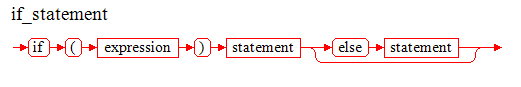 if_statement
if ( expression ) statement else statement